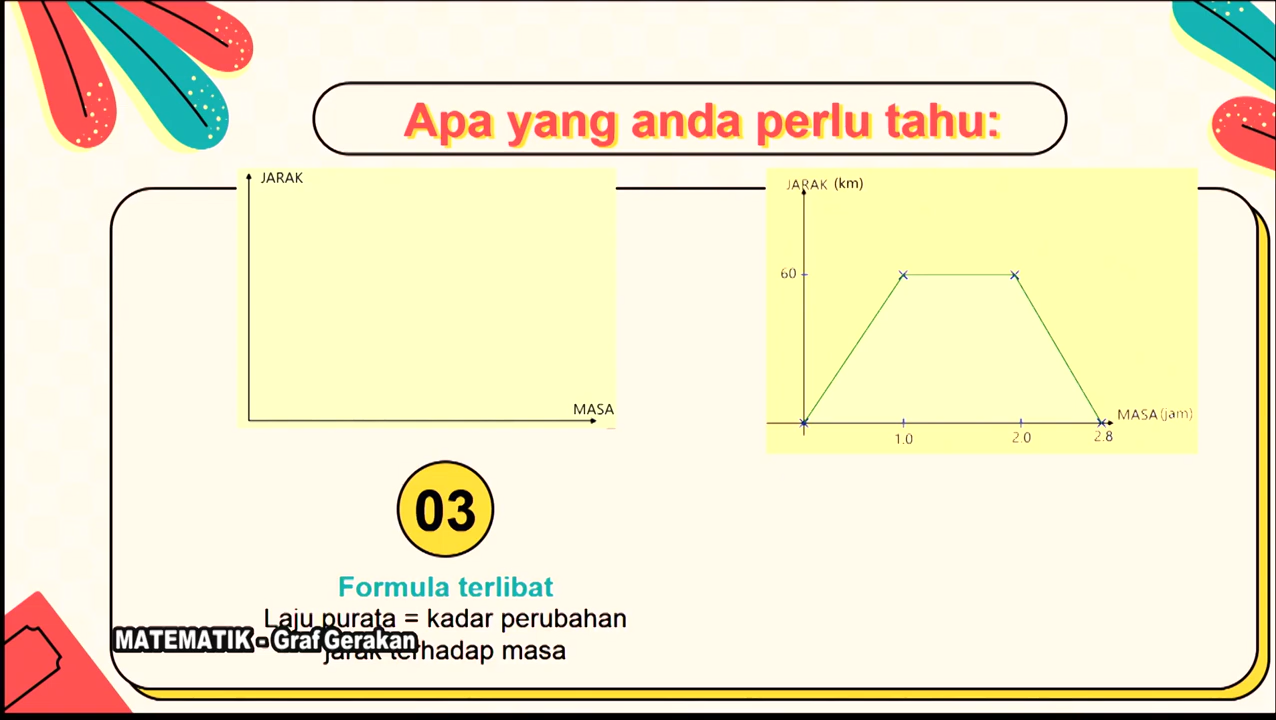 Apa yang anda perlu tahu:
JARAK
MASA
JARAK (km)
60
1.0
2.0
2.8
MASA (jam)
03
Formula terlibat
Laju purata = kadar perubahan
jarak terhadap masa
MATEMATIK - Graf Gerakan